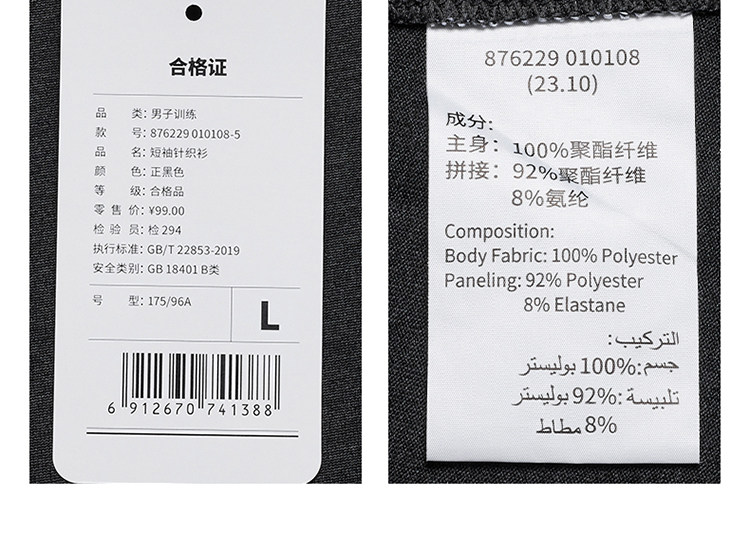 合格证
品 类: 男子训练
款 号: 876229 010108-5
品 名: 短袖针织衫
颜 色: 正黑色
等 级: 合格品
零 售 价: ¥99.00
检 验 员: 检 294
执行标准: GB/T 22853-2019
安全类别: GB 18401 B类
号 型: 175/96A
L
6 912670 741388
876229 010108
(23.10)
成分:
主身: 100%聚酯纤维
拼接: 92%聚酯纤维
8%氨纶
Composition:
Body Fabric: 100% Polyester
Paneling: 92% Polyester
8% Elastane
التركيب:
جسم:100% بوليستر
تلبيسة:92% بوليستر
8% مطاط